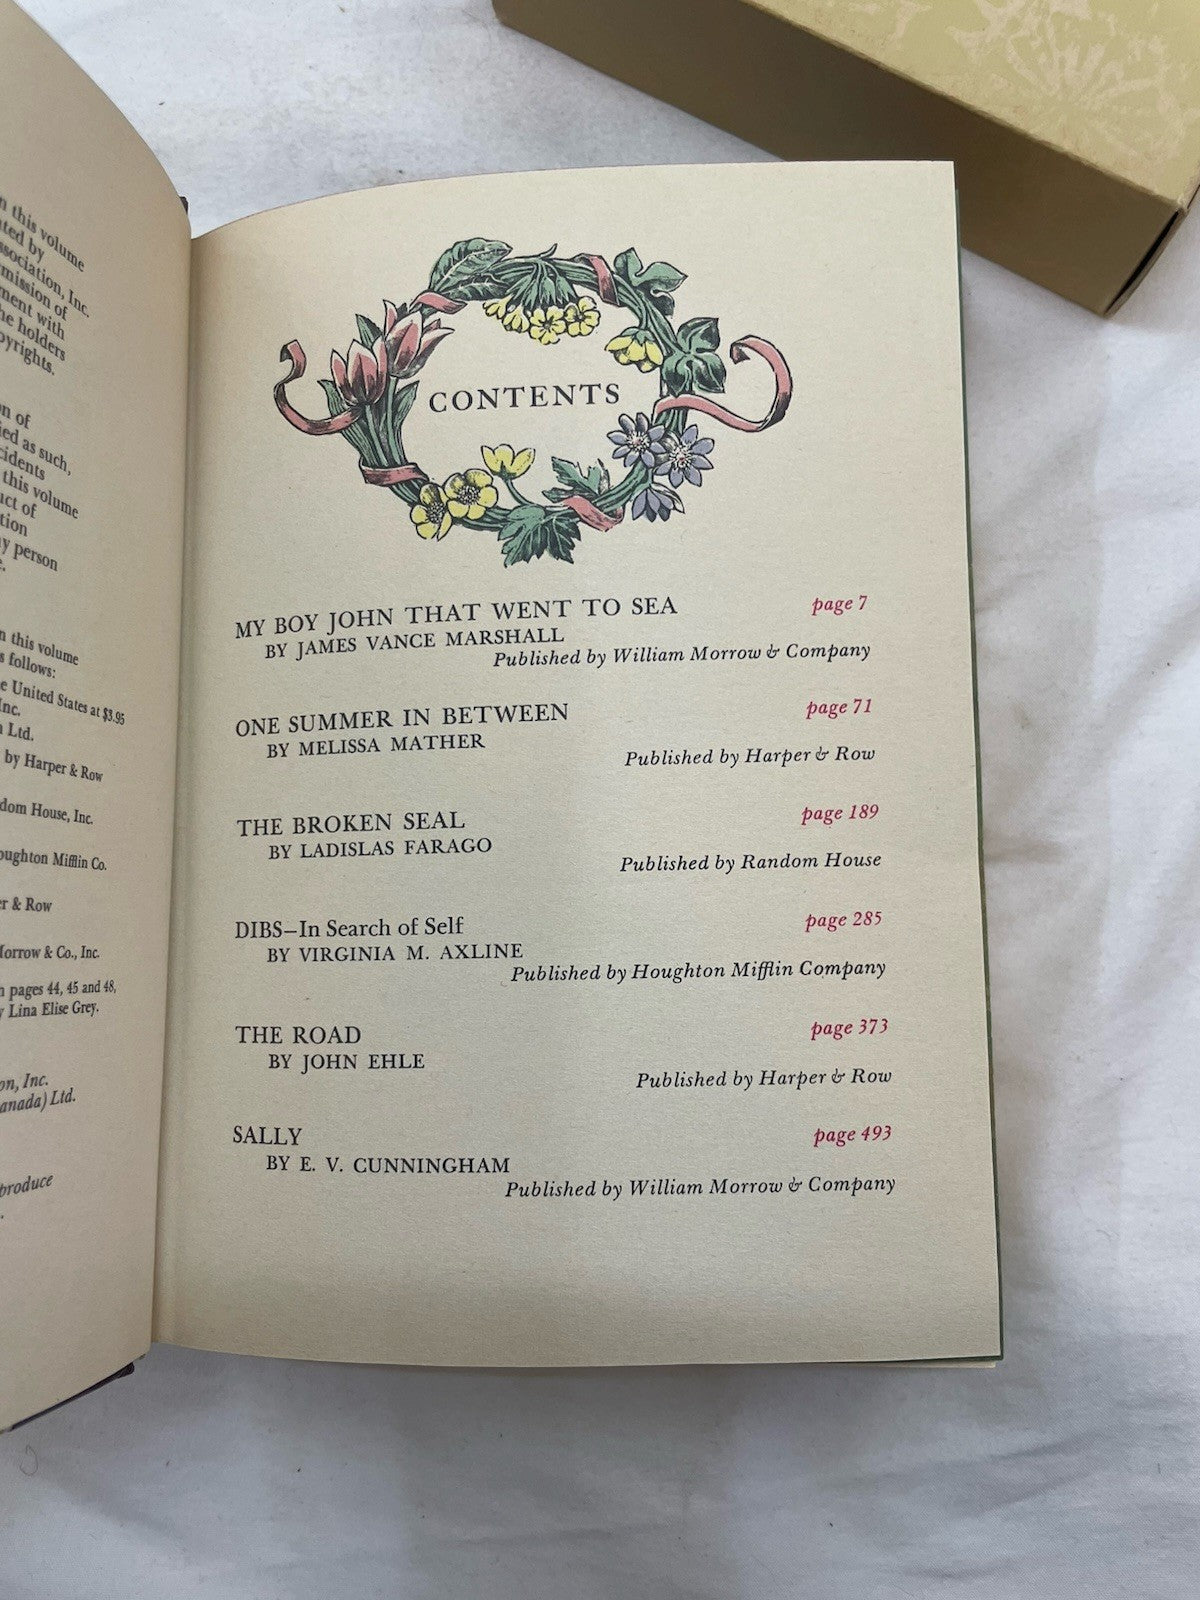 n this volume
ted by
ssociation, Inc.
mission of
ment with
he holders
pyrights.
on of
ied as such,
cidents
this volume
uct of
tion
y person
e.
n this volume
s follows:
e United States at $3.95
Inc.
n Ltd.
by Harper & Row
dom House, Inc.
oughton Mifflin Co.
er & Row
Morrow & Co., Inc.
n pages 44, 45 and 48,
y Lina Elise Grey.
on, Inc.
anada) Ltd.
produce
CONTENTS
MY BOY JOHN THAT WENT TO SEA page 7
BY JAMES VANCE MARSHALL
Published by William Morrow & Company
ONE SUMMER IN BETWEEN page 71
BY MELISSA MATHER
Published by Harper & Row
THE BROKEN SEAL page 189
BY LADISLAS FARAGO
Published by Random House
DIBS—In Search of Self page 285
BY VIRGINIA M. AXLINE
Published by Houghton Mifflin Company
THE ROAD page 373
BY JOHN EHLE
Published by Harper & Row
SALLY page 493
BY E. V. CUNNINGHAM
Published by William Morrow & Company